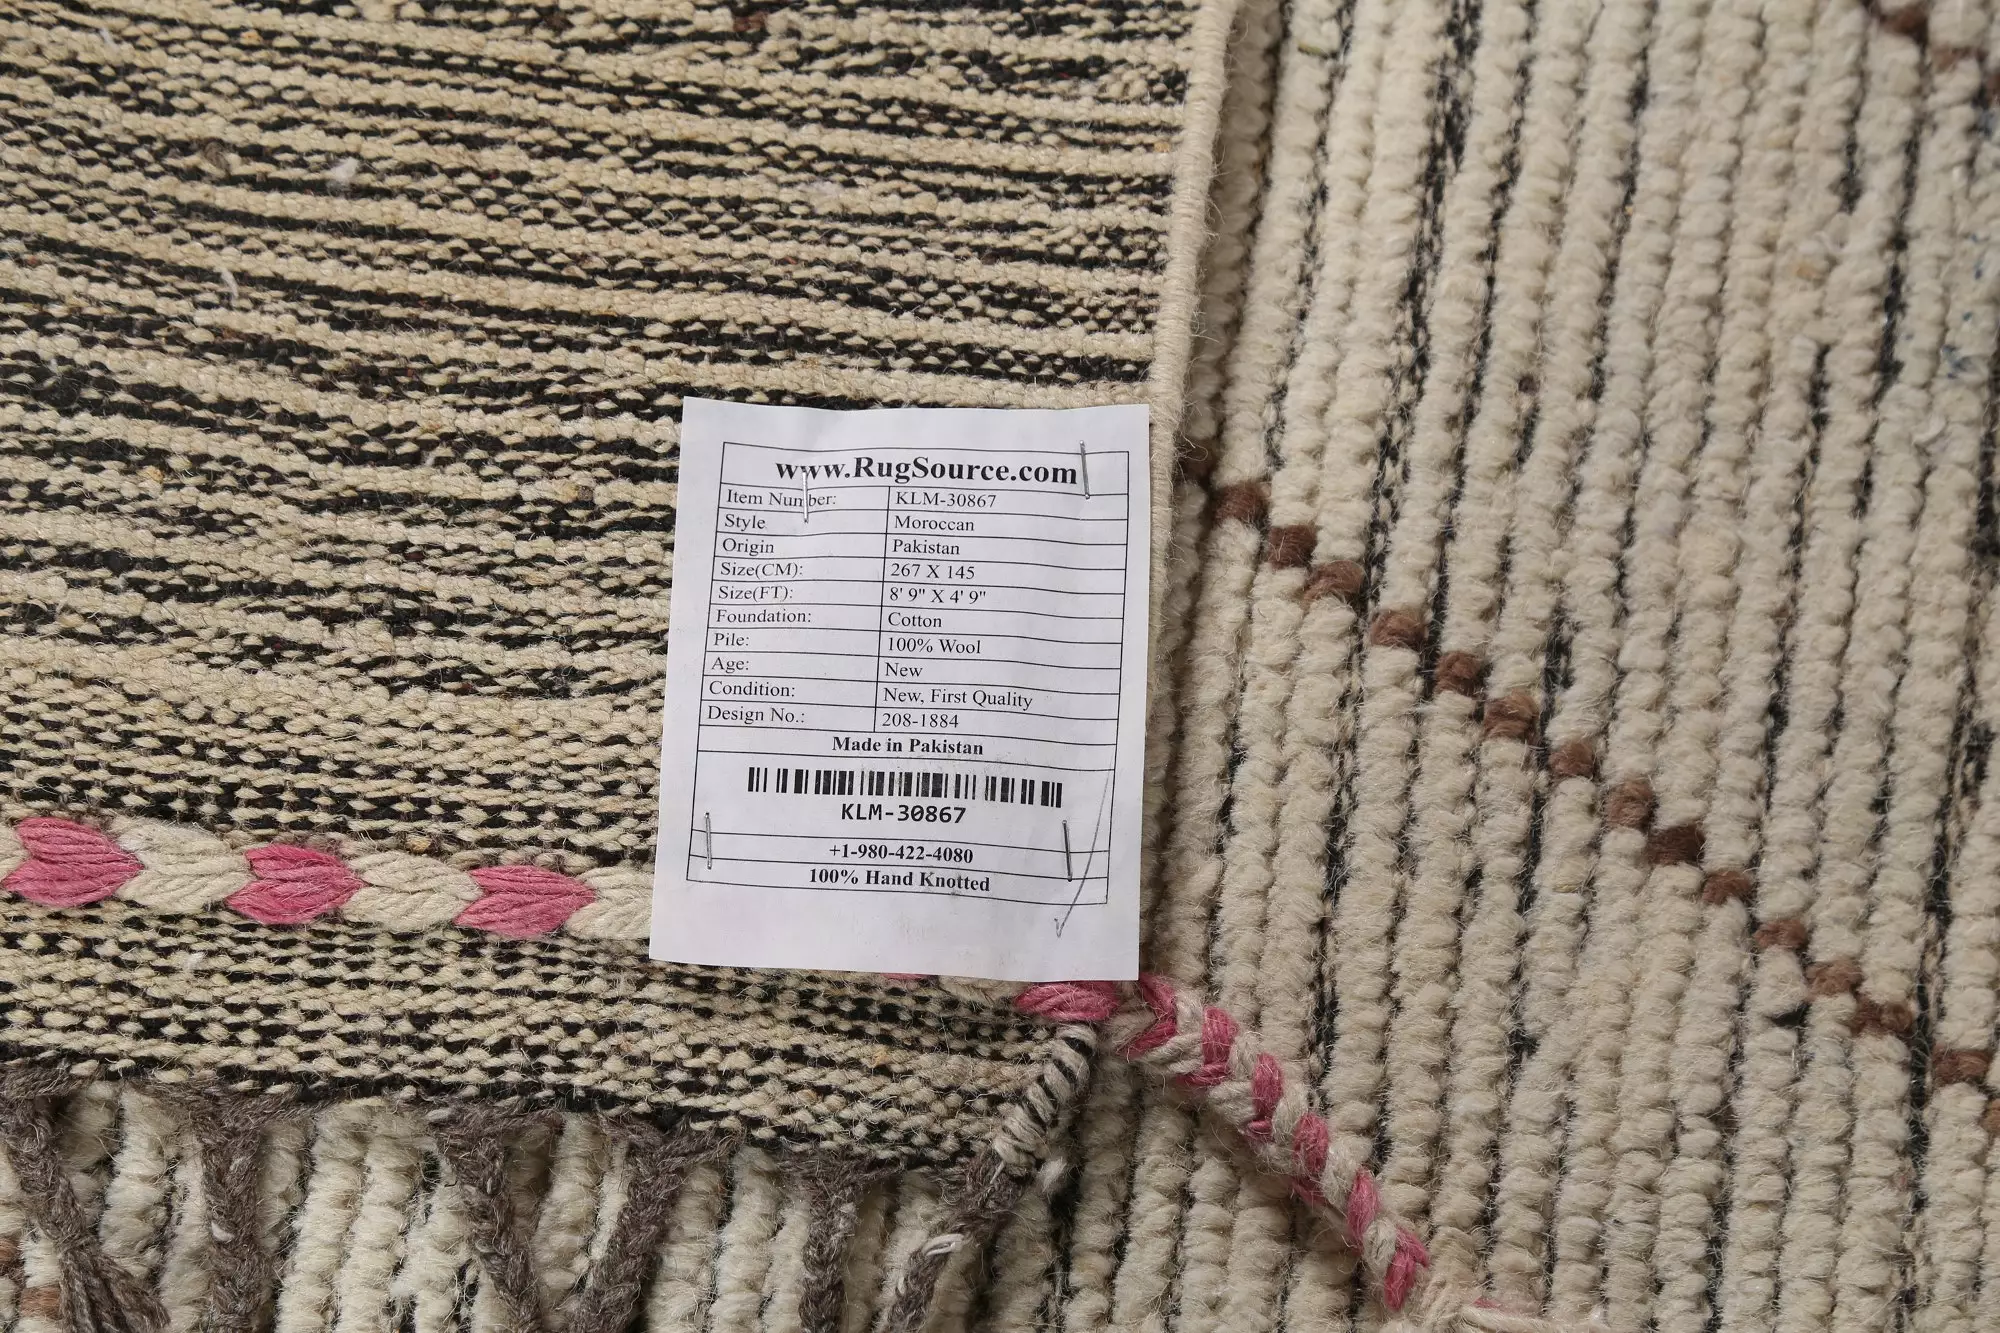 www.RugSource.com
Item Number: KLM-30867
Style Moroccan
Origin Pakistan
Size(CM): 267 X 145
Size(FT): 8' 9" X 4' 9"
Foundation: Cotton
Pile: 100% Wool
Age: New
Condition: New, First Quality
Design No.: 208-1884
Made in Pakistan
KLM-30867
+1-980-422-4080
100% Hand Knotted